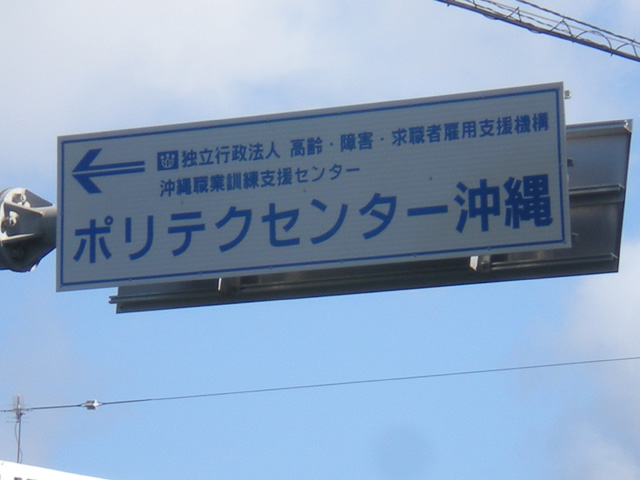 独立行政法人 高齢・障害・求職者雇用支援機構
沖縄職業訓練支援センター
ポリテクセンター沖縄